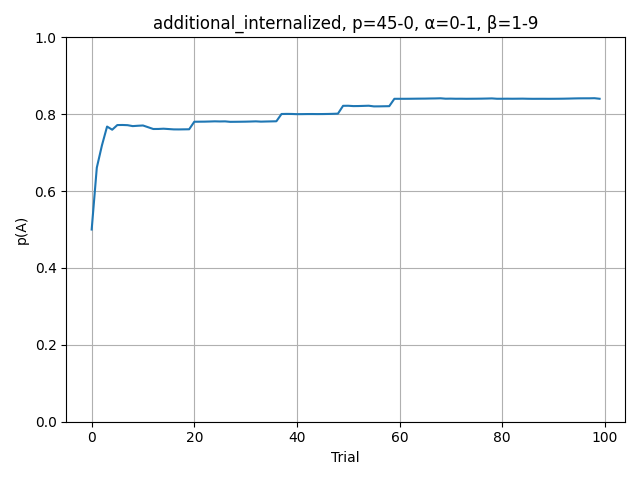 additional_internalized, p=45-0, α=0-1, β=1-9
1.0
0.8
0.6
0.4
0.2
0.0
p(A)
0 20 40 60 80 100
Trial